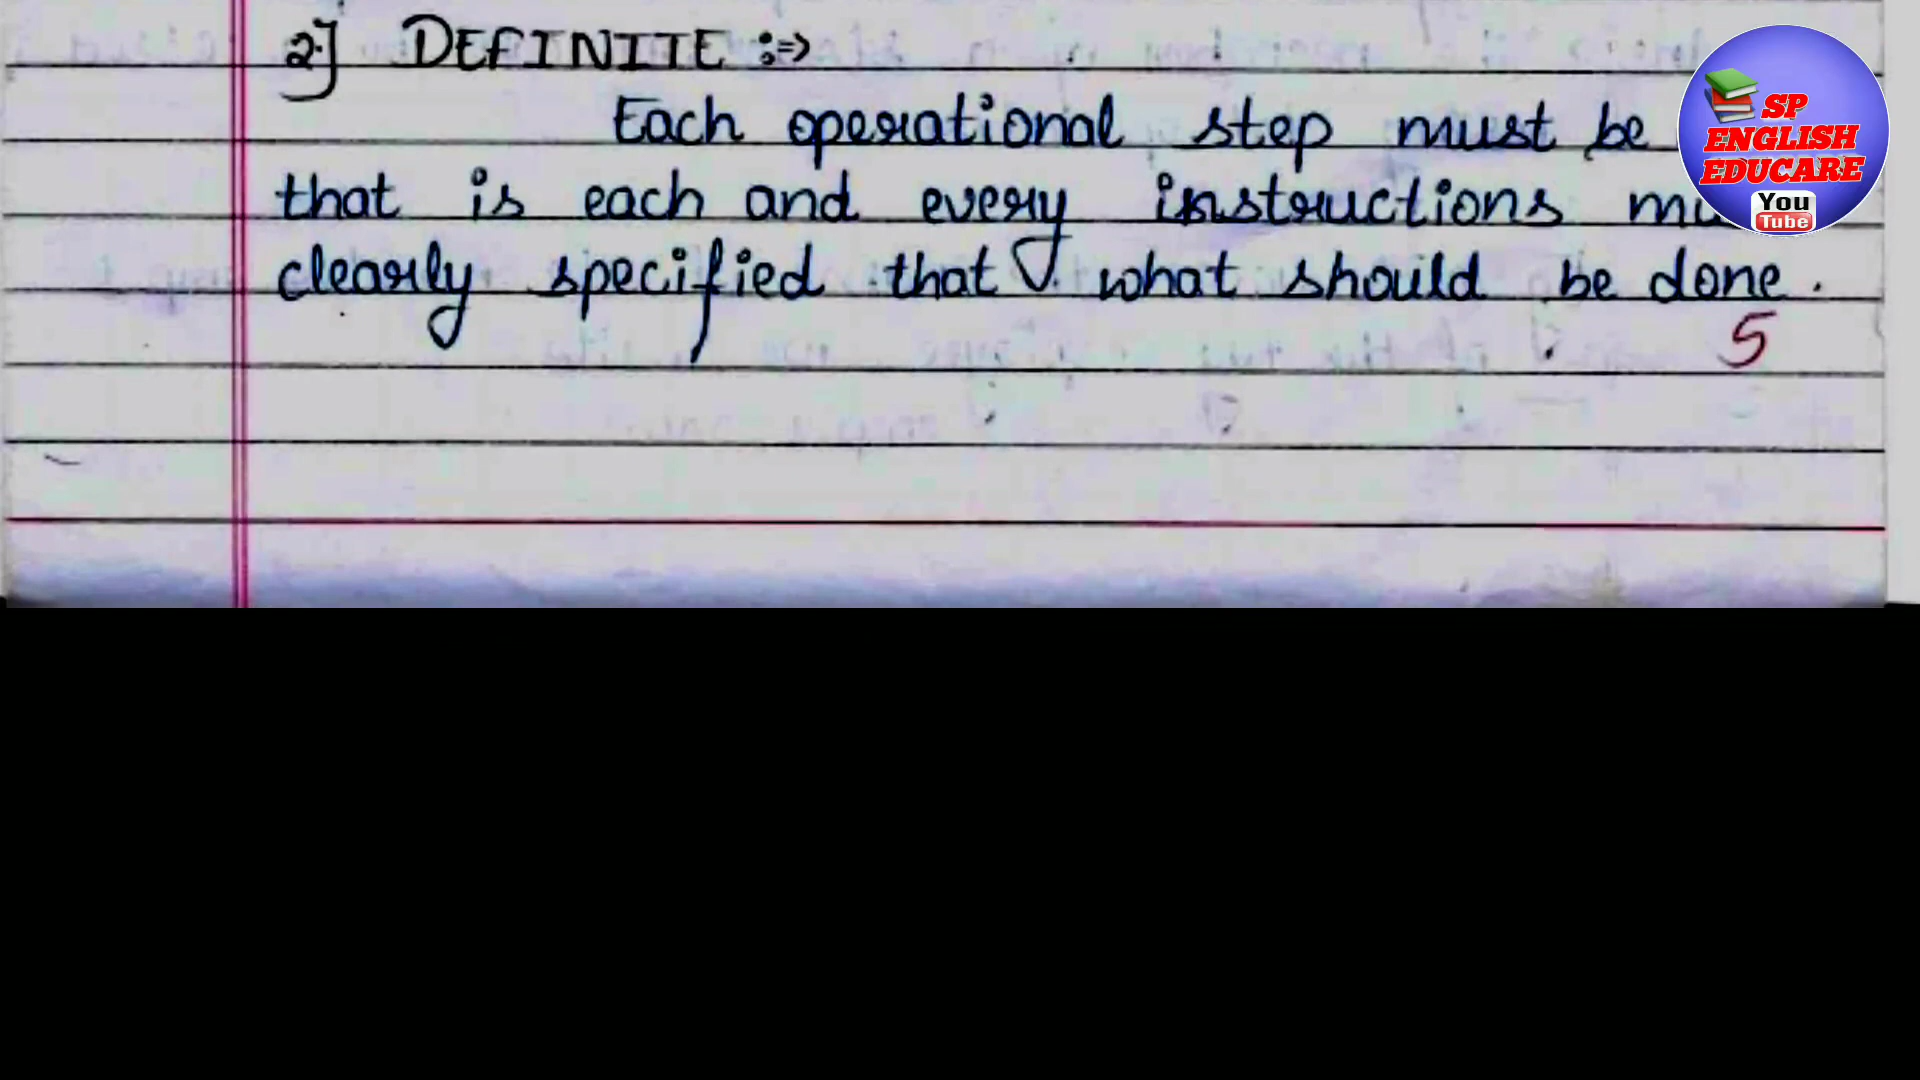 2.] DEFINITE :⇒
Each operational step must be
that is each and every instructions
clearly specified that what should be done.
5
SP
ENGLISH
EDUCARE
You
Tube